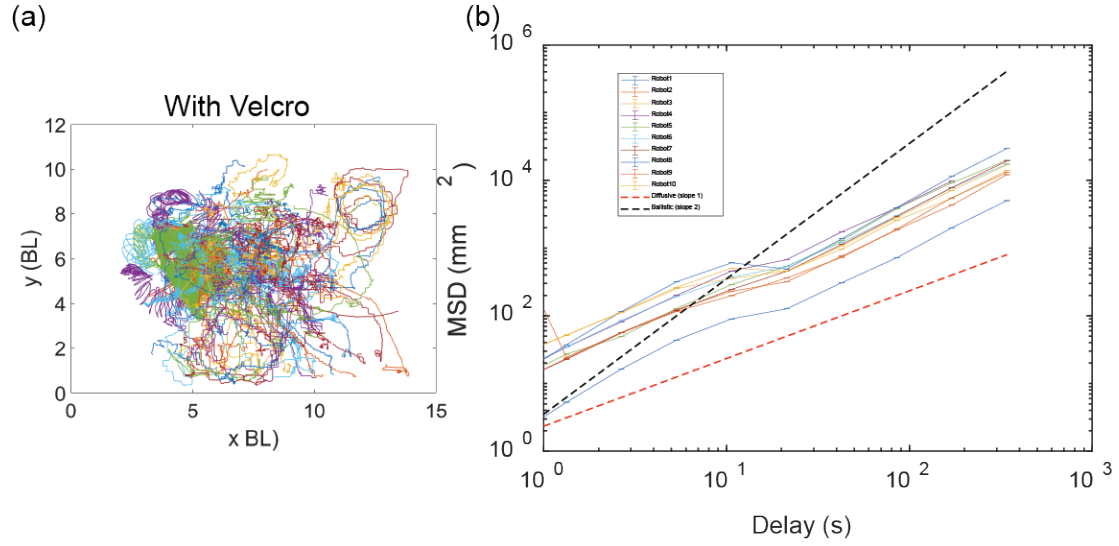 (a)
With Velcro
12
10
8
6
4
2
0
y (BL)
0
5
10
15
x BL)
(b)
10 6
10 4
10 2
10 0
MSD (mm 2 )
Robot1
Robot2
Robot3
Robot4
Robot5
Robot6
Robot7
Robot8
Robot9
Robot10
Diffusive (slope 1)
Ballistic (slope 2)
10 0
10 1
10 2
10 3
Delay (s)